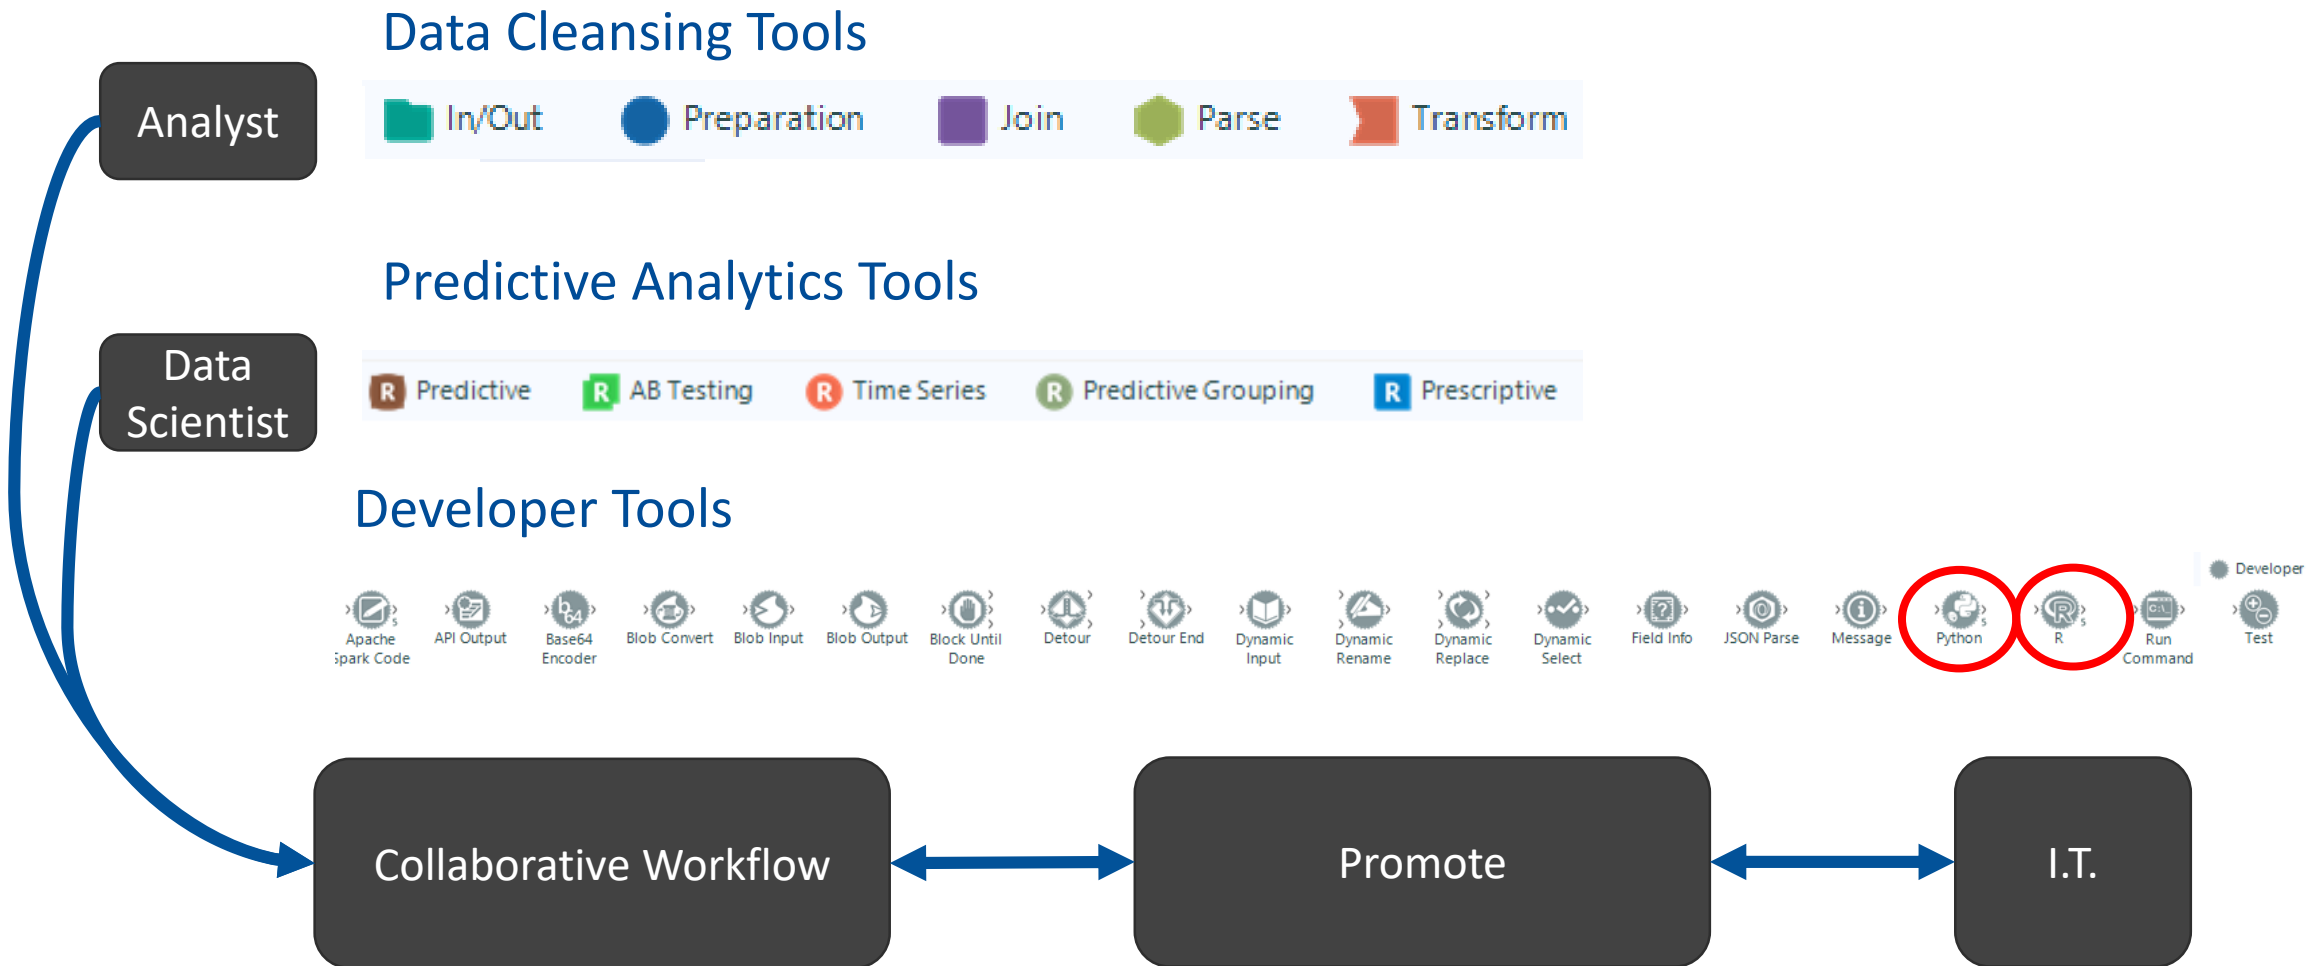 Data Cleansing Tools
Analyst
In/Out Preparation Join Parse Transform
Predictive Analytics Tools
Data
Scientist
R Predictive R AB Testing R Time Series R Predictive Grouping R Prescriptive
Developer Tools
Developer
b64
C:\_
Apache API Output Base64 Blob Convert Blob Input Blob Output Block Until Detour Detour End Dynamic Dynamic Dynamic Dynamic Field Info JSON Parse Message Python R Run Test
Spark Code Encoder Done Input Rename Replace Select Command
Collaborative Workflow Promote I.T.